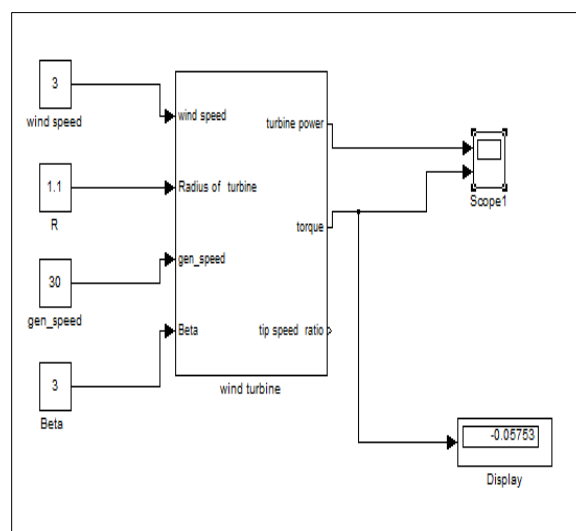 3
wind speed
1.1
R
30
gen_speed
3
Beta
wind speed
Radius of turbine
gen_speed
Beta
turbine power
torque
tip speed ratio
wind turbine
Scope1
-0.05753
Display